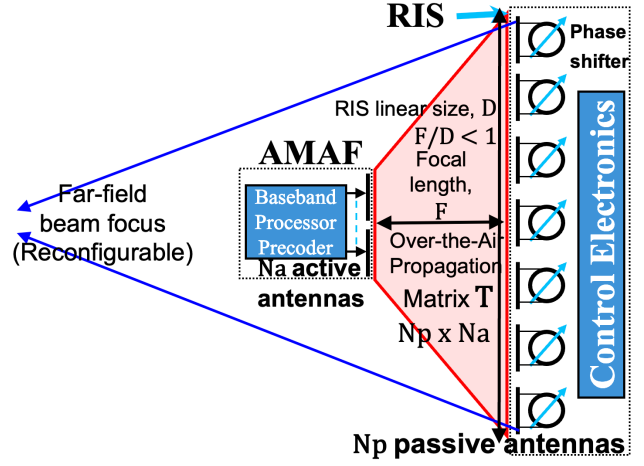 RIS
Phase
shifter
RIS linear size, D
F/D < 1
Focal
length,
F
AMAF
Baseband
Processor
Precoder
Na active
antennas
Far-field
beam focus
(Reconfigurable)
Over-the-Air
Propagation
Matrix T
Np x Na
Control Electronics
Np passive antennas